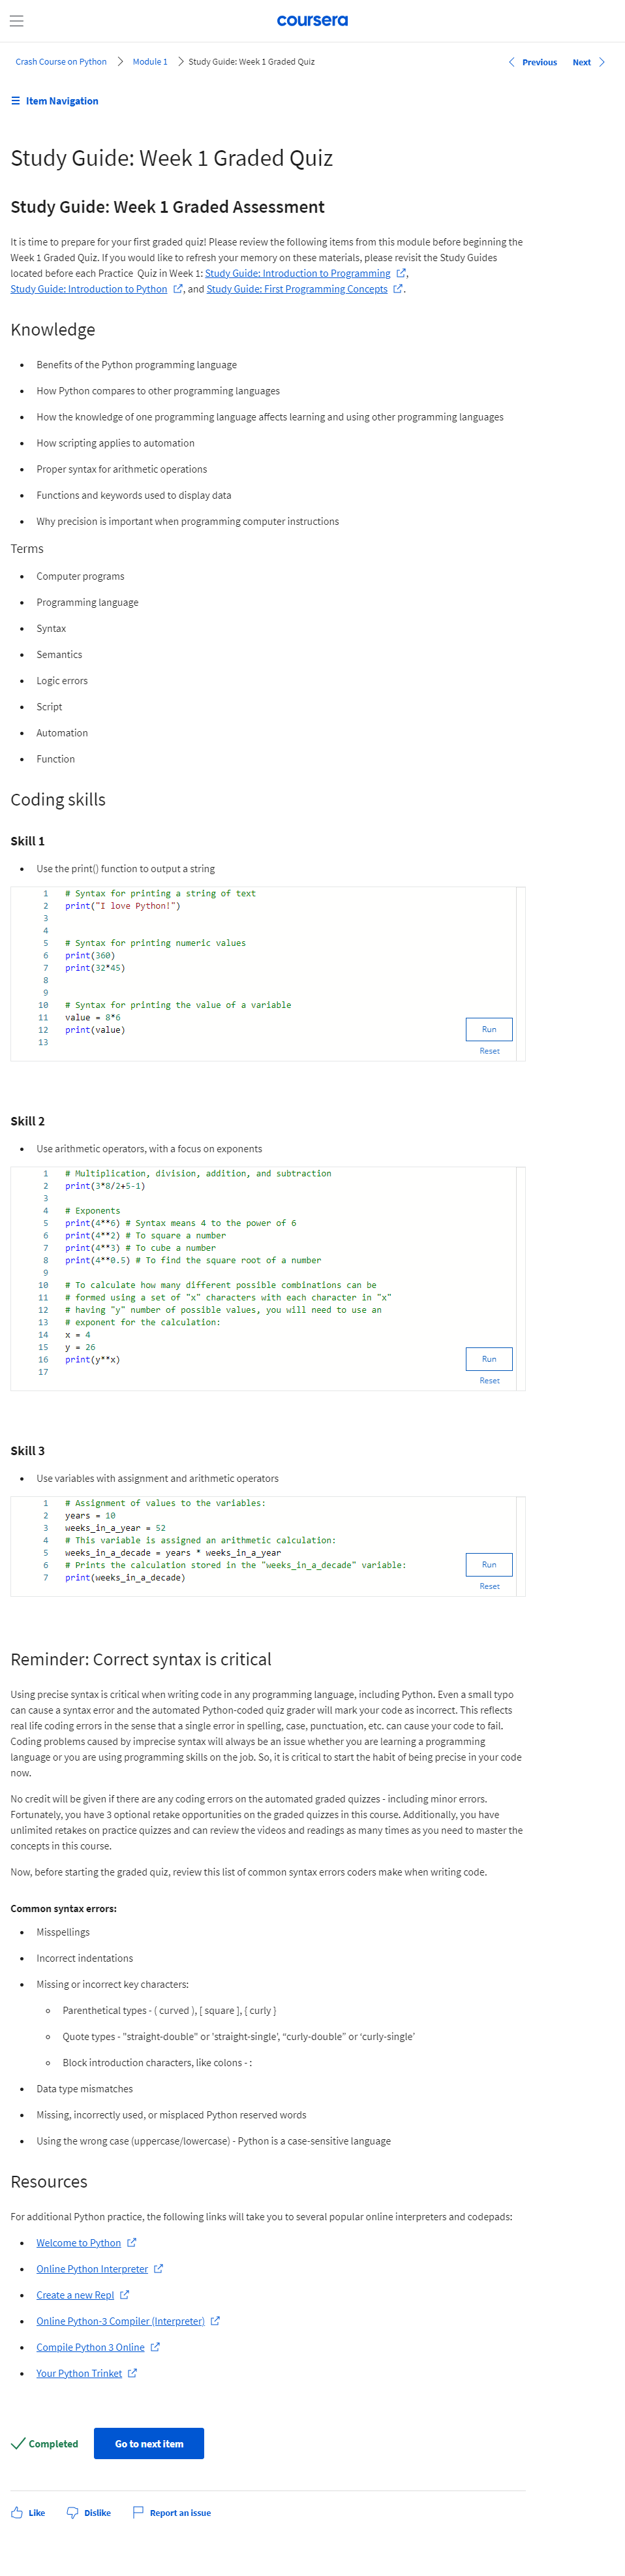 coursera
Crash Course on Python > Module 1 > Study Guide: Week 1 Graded Quiz
Previous Next
Item Navigation
Study Guide: Week 1 Graded Quiz
Study Guide: Week 1 Graded Assessment
It is time to prepare for your first graded quiz! Please review the following items from this module before beginning the
Week 1 Graded Quiz. If you would like to refresh your memory on these materials, please revisit the Study Guides
located before each Practice Quiz in Week 1: Study Guide: Introduction to Programming,
Study Guide: Introduction to Python, and Study Guide: First Programming Concepts.
Knowledge
• Benefits of the Python programming language
• How Python compares to other programming languages
• How the knowledge of one programming language affects learning and using other programming languages
• How scripting applies to automation
• Proper syntax for arithmetic operations
• Functions and keywords used to display data
• Why precision is important when programming computer instructions
Terms
• Computer programs
• Programming language
• Syntax
• Semantics
• Logic errors
• Script
• Automation
• Function
Coding skills
Skill 1
• Use the print() function to output a string
1 # Syntax for printing a string of text
2 print("I love Python!")
3
4
5 # Syntax for printing numeric values
6 print(360)
7 print(32*45)
8
9
10 # Syntax for printing the value of a variable
11 value = 8*6
12 print(value)
13
Run
Reset
Skill 2
• Use arithmetic operators, with a focus on exponents
1 # Multiplication, division, addition, and subtraction
2 print(3*8/2+5-1)
3
4 # Exponents
5 print(4**6) # Syntax means 4 to the power of 6
6 print(4**2) # To square a number
7 print(4**3) # To cube a number
8 print(4**0.5) # To find the square root of a number
9
10 # To calculate how many different possible combinations can be
11 # formed using a set of "x" characters with each character in "x"
12 # having "y" number of possible values, you will need to use an
13 # exponent for the calculation:
14 x = 4
15 y = 26
16 print(y**x)
17
Run
Reset
Skill 3
• Use variables with assignment and arithmetic operators
1 # Assignment of values to the variables:
2 years = 10
3 weeks_in_a_year = 52
4 # This variable is assigned an arithmetic calculation:
5 weeks_in_a_decade = years * weeks_in_a_year
6 # Prints the calculation stored in the "weeks_in_a_decade" variable:
7 print(weeks_in_a_decade)
Run
Reset
Reminder: Correct syntax is critical
Using precise syntax is critical when writing code in any programming language, including Python. Even a small typo
can cause a syntax error and the automated Python-coded quiz grader will mark your code as incorrect. This reflects
real life coding errors in the sense that a single error in spelling, case, punctuation, etc. can cause your code to fail.
Coding problems caused by imprecise syntax will always be an issue whether you are learning a programming
language or you are using programming skills on the job. So, it is critical to start the habit of being precise in your code
now.
No credit will be given if there are any coding errors on the automated graded quizzes - including minor errors.
Fortunately, you have 3 optional retake opportunities on the graded quizzes in this course. Additionally, you have
unlimited retakes on practice quizzes and can review the videos and readings as many times as you need to master the
concepts in this course.
Now, before starting the graded quiz, review this list of common syntax errors coders make when writing code.
Common syntax errors:
• Misspellings
• Incorrect indentations
• Missing or incorrect key characters:
○ Parenthetical types - ( curved ), [ square ], { curly }
○ Quote types - "straight-double" or 'straight-single', “curly-double” or ‘curly-single’
○ Block introduction characters, like colons - :
• Data type mismatches
• Missing, incorrectly used, or misplaced Python reserved words
• Using the wrong case (uppercase/lowercase) - Python is a case-sensitive language
Resources
For additional Python practice, the following links will take you to several popular online interpreters and codepads:
• Welcome to Python
• Online Python Interpreter
• Create a new Repl
• Online Python-3 Compiler (Interpreter)
• Compile Python 3 Online
• Your Python Trinket
Completed Go to next item
Like Dislike Report an issue